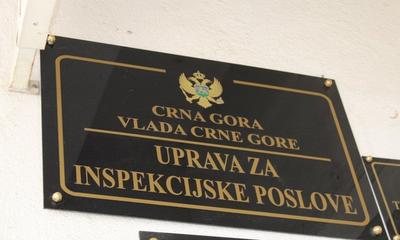 CRNA GORA
VLADA CRNE GORE
UPRAVA ZA
INSPEKCIJSKE POSLOVE